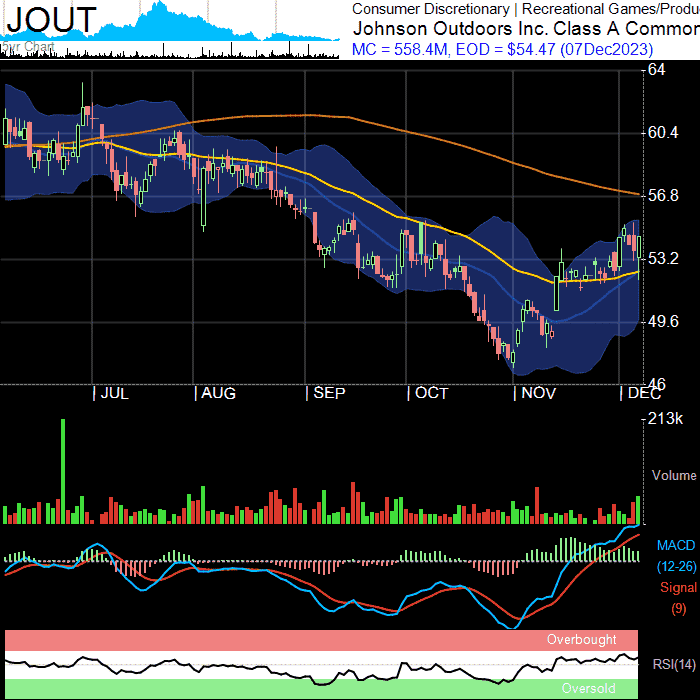 JOUT
5yr Chart
Consumer Discretionary | Recreational Games/Produ
Johnson Outdoors Inc. Class A Common
MC = 558.4M, EOD = $54.47 (07Dec2023)
64
60.4
56.8
53.2
49.6
46
JUL
AUG
SEP
OCT
NOV
DEC
213k
Volume
MACD
(12-26)
Signal
(9)
Overbought
RSI(14)
Oversold